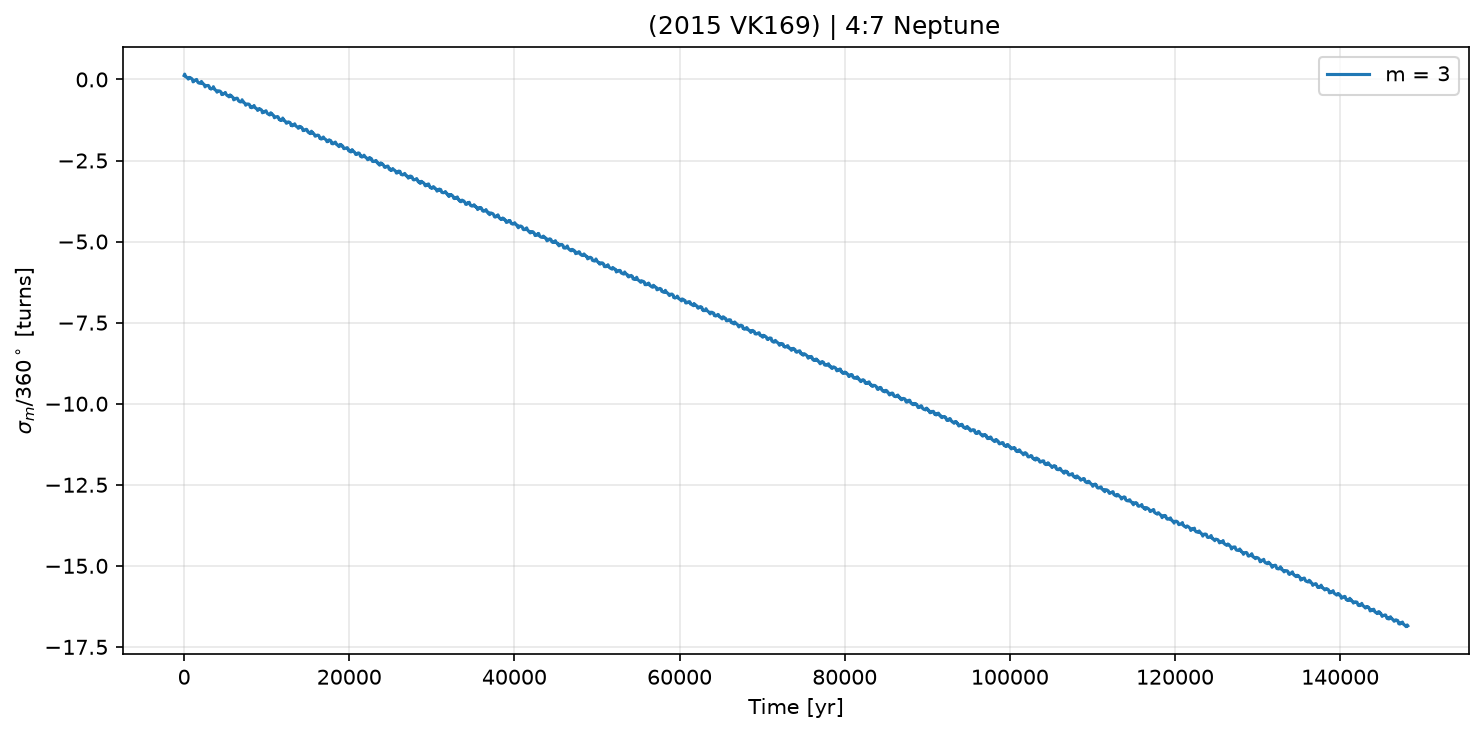 (2015 VK169) | 4:7 Neptune
m = 3
σₘ/360° [turns]
0.0
−2.5
−5.0
−7.5
−10.0
−12.5
−15.0
−17.5
0 20000 40000 60000 80000 100000 120000 140000
Time [yr]